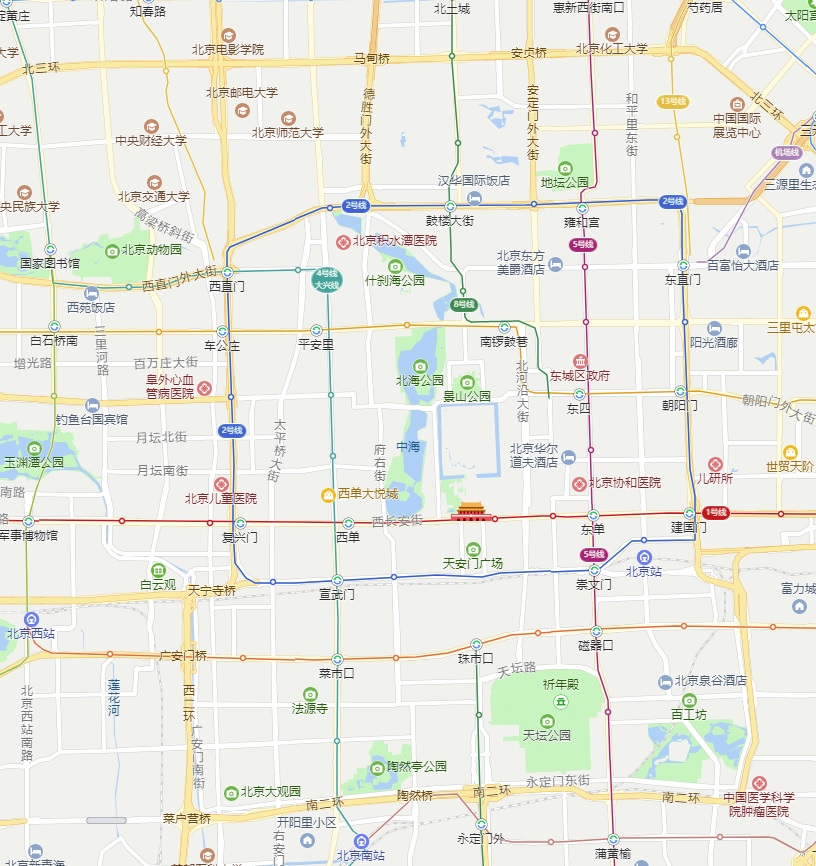 知春路
北土城
惠新西街南口
芍药居
北京电影学院
马甸桥
安贞桥
北京化工大学
北三环
北京邮电大学
德胜门外大街
安定门外大街
和平里东街
13号线
北三环
中国国际
展览中心
北京师范大学
中央财经大学
机场线
北京交通大学
汉华国际饭店
地坛公园
三源里生态
央民族大学
2号线
鼓楼大街
雍和宫
2号线
高梁桥斜街
北京动物园
北京积水潭医院
5号线
国家图书馆
西直门外大街
西直门
4号线
大兴线
什刹海公园
北京东方
美爵酒店
东直门
百富怡大酒店
西苑饭店
8号线
白石桥南
三里河路
车公庄
平安里
南锣鼓巷
阳光酒廊
三里屯太
增光路
百万庄大街
阜外心血
管病医院
北海公园
景山公园
北河沿大街
东城区政府
东四
朝阳门
朝阳门外大街
钓鱼台国宾馆
2号线
太平桥大街
月坛北街
中海
府右街
玉渊潭公园
月坛南街
北京华尔
道夫酒店
世贸天阶
北京儿童医院
西单大悦城
北京协和医院
儿研所
南路
路
军事博物馆
复兴门
西单
西长安街
东单
建国门
1号线
天安门广场
5号线
崇文门
北京站
白云观
天宁寺桥
宣武门
富力城
北京西站
广安门桥
菜市口
珠市口
磁器口
天坛路
北京西站南路
莲花河
西二环
广安门南街
法源寺
祈年殿
天坛公园
北京泉谷酒店
百工坊
陶然亭公园
北京大观园
永定门东街
南二环
陶然桥
南二环
南二环
中国医学科学
院肿瘤医院
菜户营桥
开阳里小区
右安门
北京南站
永定门外
蒲黄榆